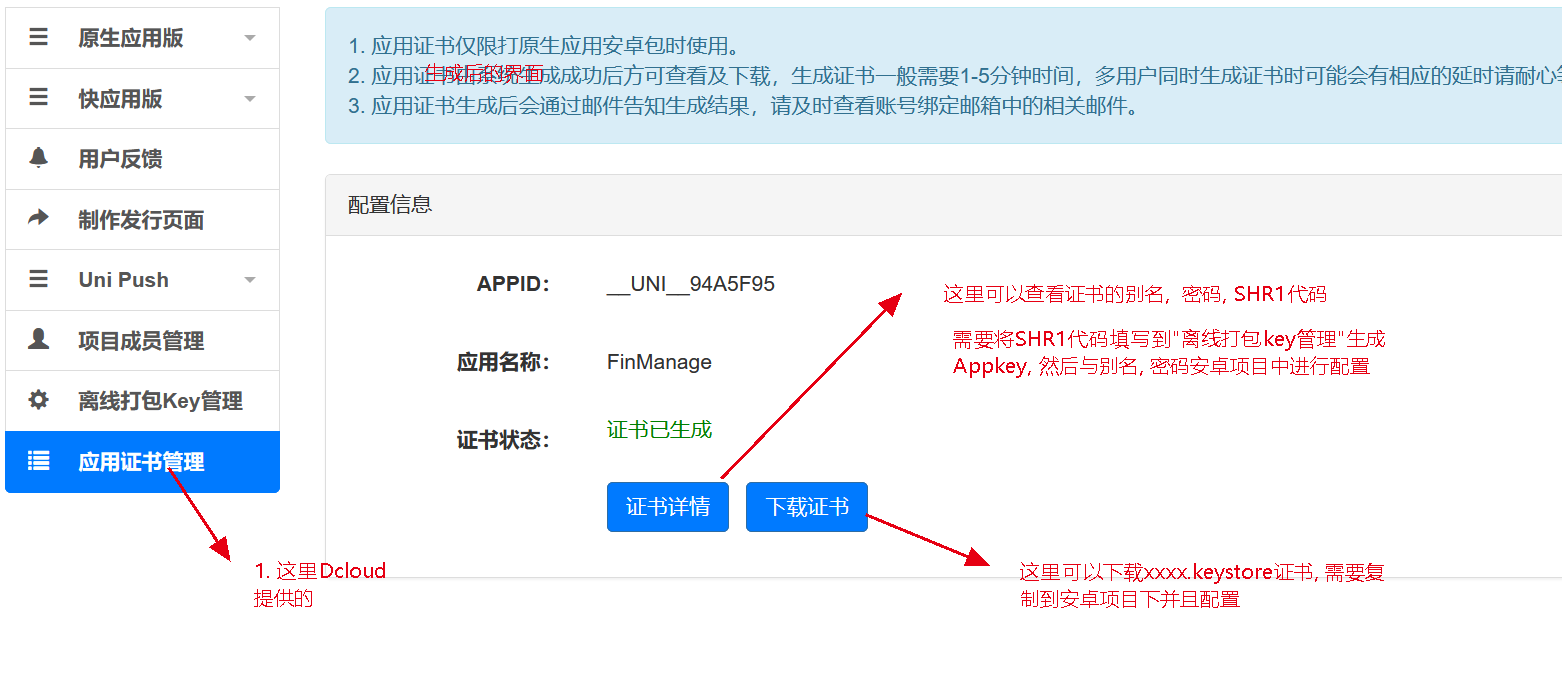 原生应用版
快应用版
用户反馈
制作发行页面
Uni Push
项目成员管理
离线打包Key管理
应用证书管理
1. 这里Dcloud
提供的
1. 应用证书仅限打原生应用安卓包时使用。
生成后的界面
2. 应用证书在系统生成成功后方可查看及下载，生成证书一般需要1-5分钟时间，多用户同时生成证书时可能会有相应的延时请耐心等
3. 应用证书生成后会通过邮件告知生成结果，请及时查看账号绑定邮箱中的相关邮件。
配置信息
APPID： __UNI__94A5F95
应用名称： FinManage
证书状态： 证书已生成
证书详情 下载证书
这里可以查看证书的别名, 密码, SHR1代码
需要将SHR1代码填写到"离线打包key管理"生成
Appkey, 然后与别名, 密码安卓项目中进行配置
这里可以下载xxxx.keystore证书, 需要复
制到安卓项目下并且配置